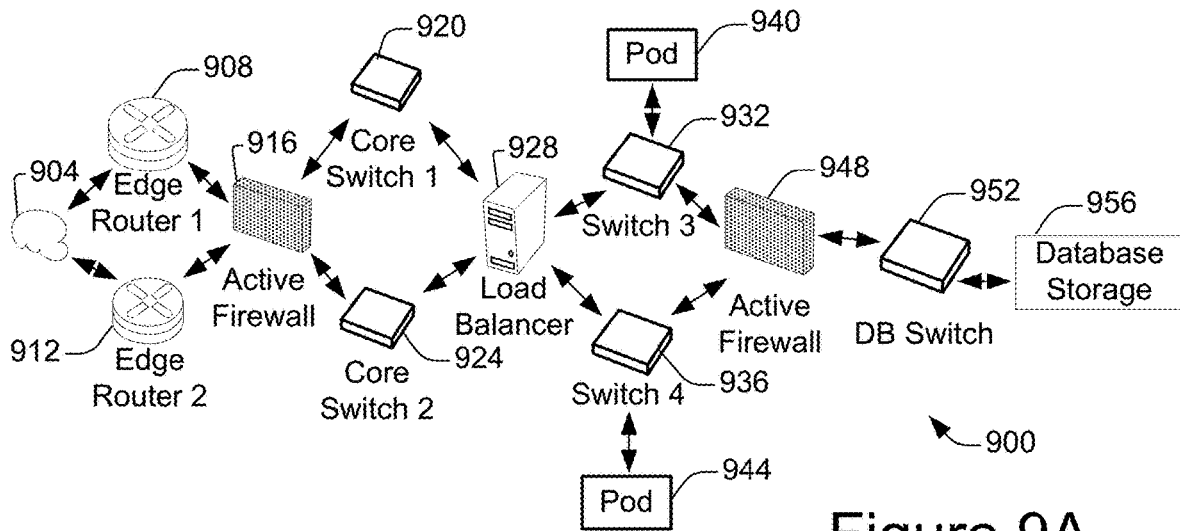 920
940
Pod
908
932
916
Core
Switch 1
928
948
904
Edge
Router 1
952
956
Switch 3
Database
Storage
Active
Firewall
Load
Balancer
Active
Firewall
DB Switch
912
Edge
Router 2
924
Core
Switch 2
936
Switch 4
900
944
Pod
Figure 9A